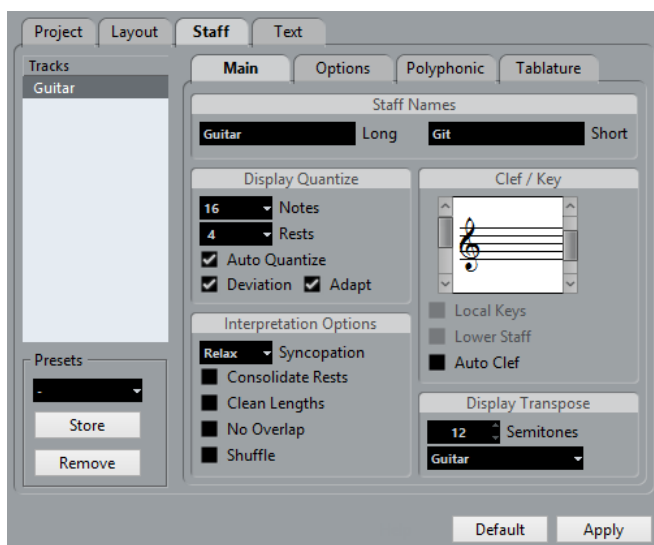 Project Layout Staff Text
Tracks
Guitar
Main Options Polyphonic Tablature
Staff Names
Guitar Long Git Short
Display Quantize
16 Notes
4 Rests
Auto Quantize
Deviation Adapt
Interpretation Options
Relax Syncopation
Consolidate Rests
Clean Lengths
No Overlap
Shuffle
Clef / Key
Local Keys
Lower Staff
Auto Clef
Display Transpose
12 Semitones
Guitar
Presets
-
Store
Remove
Default Apply